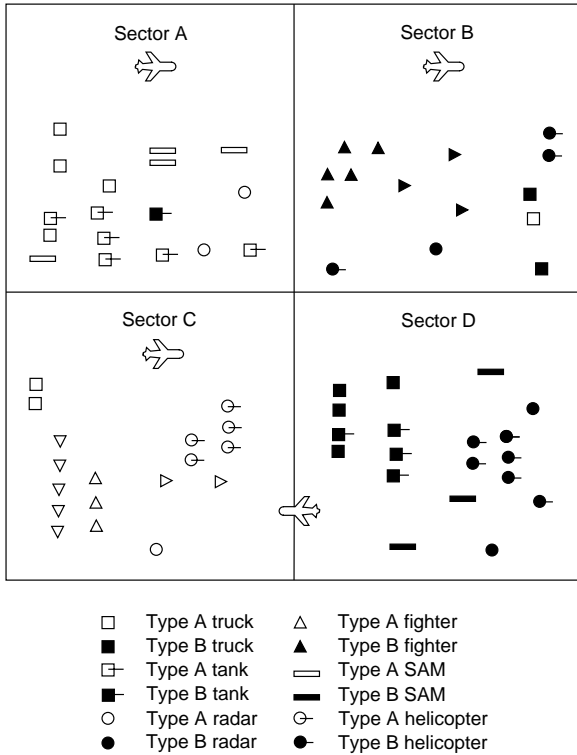 Sector A
Sector B
Sector C
Sector D
Type A truck
Type A fighter
Type B truck
Type B fighter
Type A tank
Type A SAM
Type B tank
Type B SAM
Type A radar
Type A helicopter
Type B radar
Type B helicopter